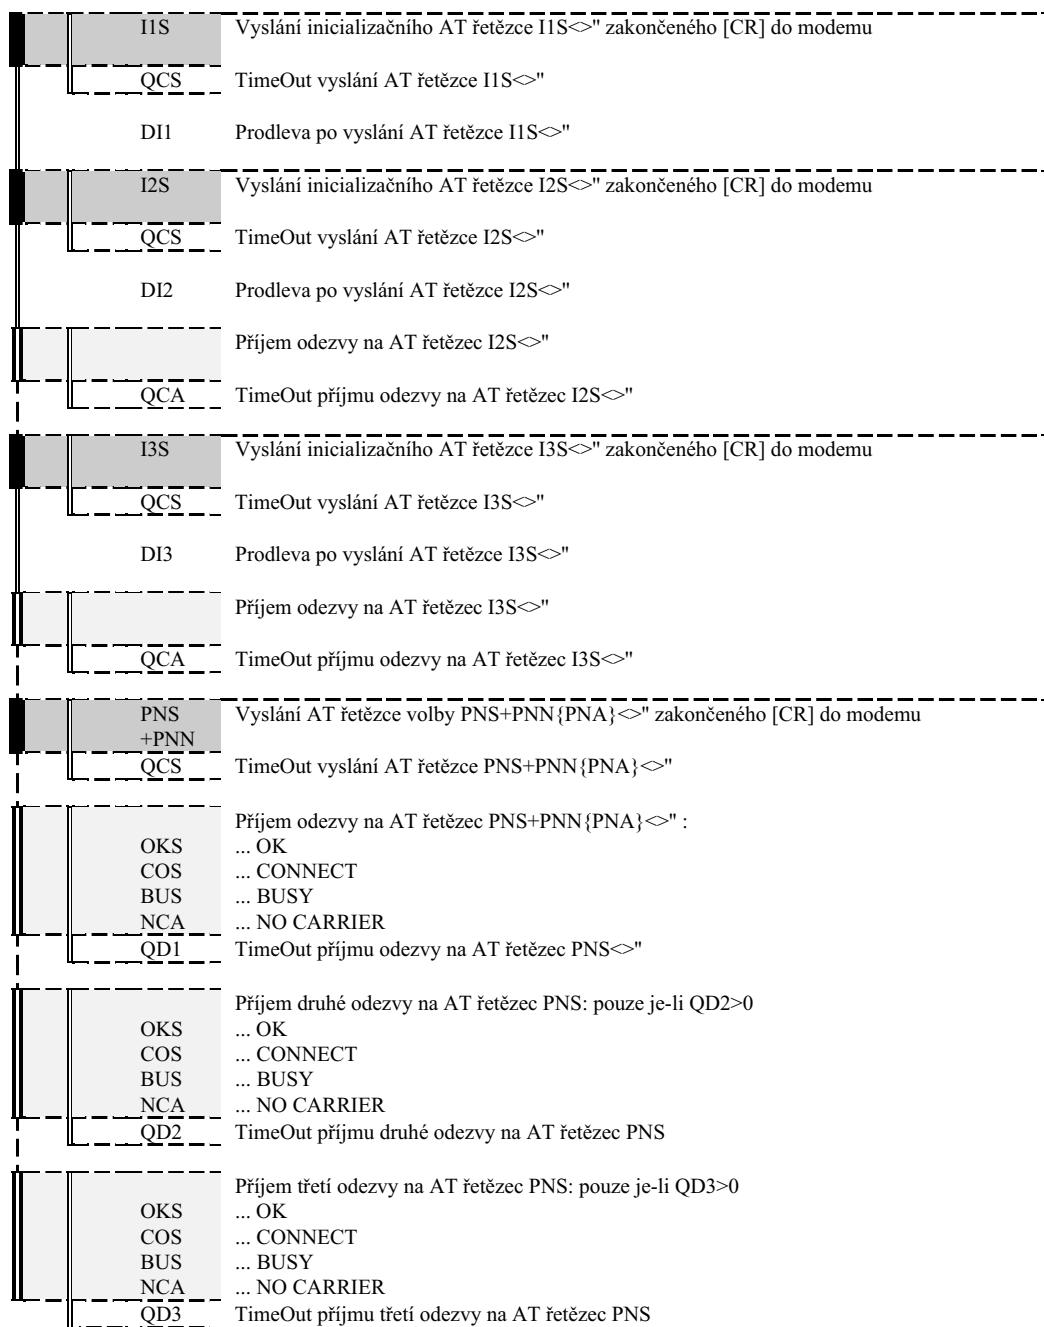 I1S Vyslání inicializačního AT řetězce I1S<>" zakončeného [CR] do modemu
QCS TimeOut vyslání AT řetězce I1S<>"
DI1 Prodleva po vyslání AT řetězce I1S<>"
I2S Vyslání inicializačního AT řetězce I2S<>" zakončeného [CR] do modemu
QCS TimeOut vyslání AT řetězce I2S<>"
DI2 Prodleva po vyslání AT řetězce I2S<>"
Příjem odezvy na AT řetězec I2S<>"
QCA TimeOut příjmu odezvy na AT řetězec I2S<>"
I3S Vyslání inicializačního AT řetězce I3S<>" zakončeného [CR] do modemu
QCS TimeOut vyslání AT řetězce I3S<>"
DI3 Prodleva po vyslání AT řetězce I3S<>"
Příjem odezvy na AT řetězec I3S<>"
QCA TimeOut příjmu odezvy na AT řetězec I3S<>"
PNS Vyslání AT řetězce volby PNS+PNN{PNA}<>" zakončeného [CR] do modemu
+PNN
QCS TimeOut vyslání AT řetězce PNS+PNN{PNA}<>"
Příjem odezvy na AT řetězec PNS+PNN{PNA}<>" :
OKS ... OK
COS ... CONNECT
BUS ... BUSY
NCA ... NO CARRIER
QD1 TimeOut příjmu odezvy na AT řetězec PNS<>"
Příjem druhé odezvy na AT řetězec PNS: pouze je-li QD2>0
OKS ... OK
COS ... CONNECT
BUS ... BUSY
NCA ... NO CARRIER
QD2 TimeOut příjmu druhé odezvy na AT řetězec PNS
Příjem třetí odezvy na AT řetězec PNS: pouze je-li QD3>0
OKS ... OK
COS ... CONNECT
BUS ... BUSY
NCA ... NO CARRIER
QD3 TimeOut příjmu třetí odezvy na AT řetězec PNS